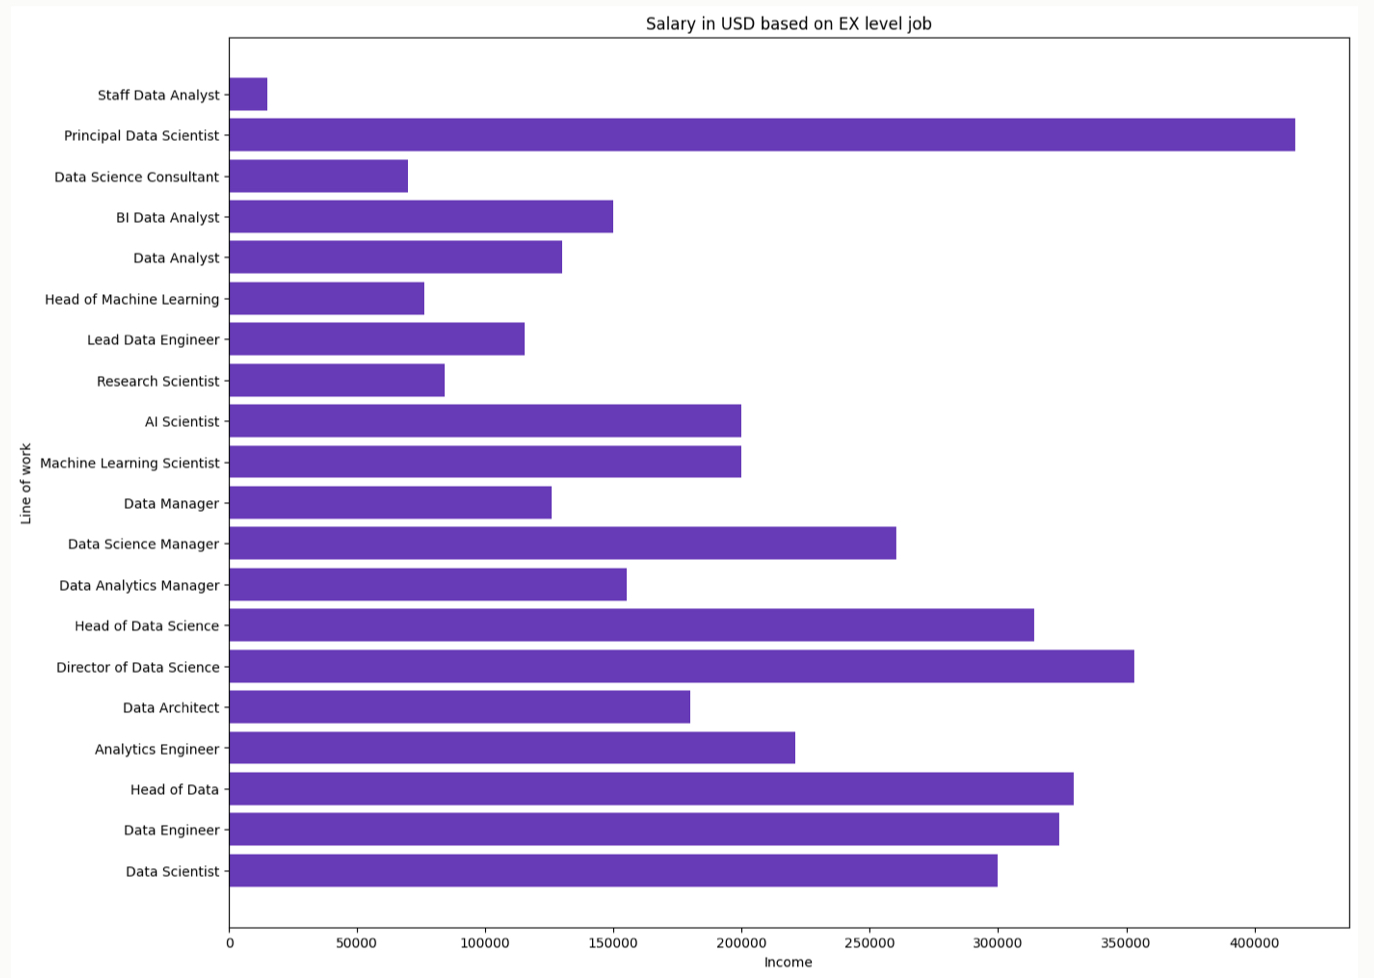 Salary in USD based on EX level job
Staff Data Analyst
Principal Data Scientist
Data Science Consultant
BI Data Analyst
Data Analyst
Head of Machine Learning
Lead Data Engineer
Research Scientist
AI Scientist
Machine Learning Scientist
Data Manager
Data Science Manager
Data Analytics Manager
Head of Data Science
Director of Data Science
Data Architect
Analytics Engineer
Head of Data
Data Engineer
Data Scientist
Line of work
0 50000 100000 150000 200000 250000 300000 350000 400000
Income